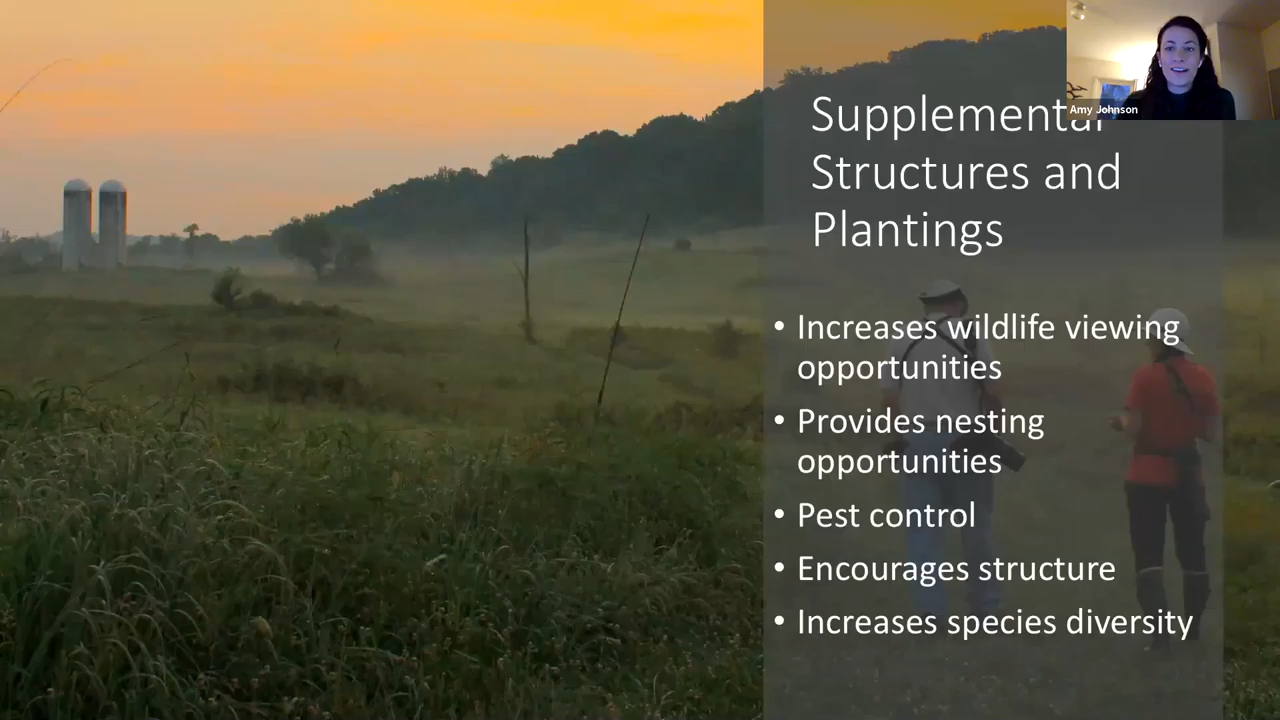 Amy Johnson
Supplemental
Structures and
Plantings
• Increases wildlife viewing
opportunities
• Provides nesting
opportunities
• Pest control
• Encourages structure
• Increases species diversity